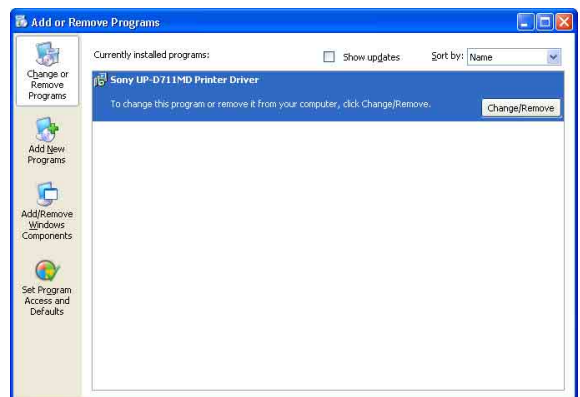 Add or Remove Programs
Change or
Remove
Programs
Add New
Programs
Add/Remove
Windows
Components
Set Program
Access and
Defaults
Currently installed programs:
Show updates
Sort by:
Name
Sony UP-D711MD Printer Driver
To change this program or remove it from your computer, click Change/Remove.
Change/Remove